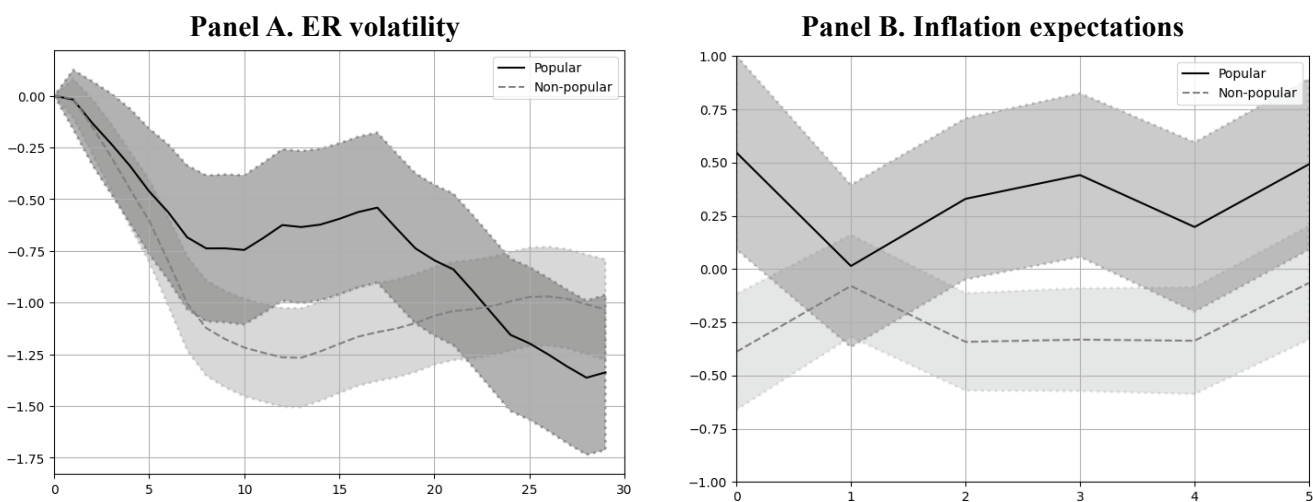 Panel A. ER volatility
Popular
Non-popular
0.00
−0.25
−0.50
−0.75
−1.00
−1.25
−1.50
−1.75
0 5 10 15 20 25 30
Panel B. Inflation expectations
Popular
Non-popular
1.00
0.75
0.50
0.25
0.00
−0.25
−0.50
−0.75
−1.00
0 1 2 3 4 5